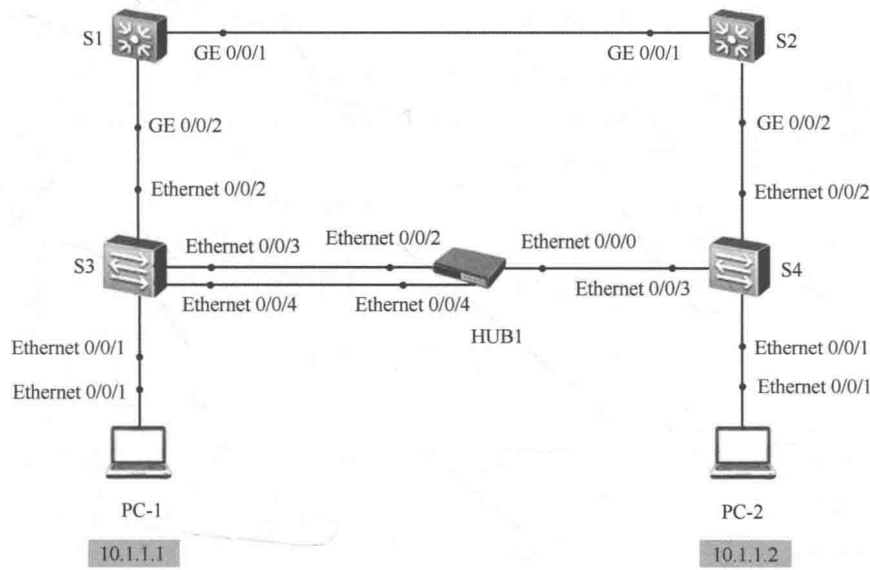 S1
GE 0/0/1
GE 0/0/1
S2
GE 0/0/2
GE 0/0/2
Ethernet 0/0/2
Ethernet 0/0/2
S3
Ethernet 0/0/3
Ethernet 0/0/2
Ethernet 0/0/0
S4
Ethernet 0/0/4
Ethernet 0/0/4
Ethernet 0/0/3
HUB1
Ethernet 0/0/1
Ethernet 0/0/1
Ethernet 0/0/1
Ethernet 0/0/1
PC-1
PC-2
10.1.1.1
10.1.1.2